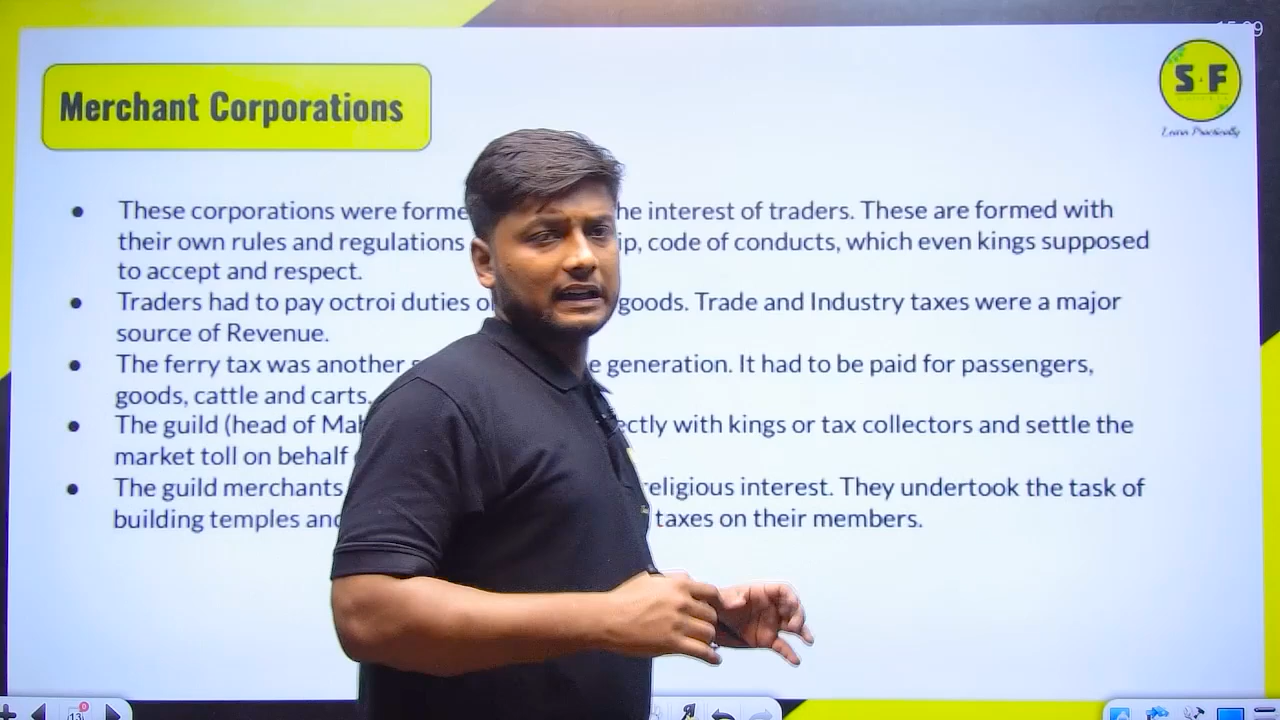 Merchant Corporations
S F
Learn Practically
These corporations were forme he interest of traders. These are formed with
their own rules and regulations ip, code of conducts, which even kings supposed
to accept and respect.
Traders had to pay octroi duties o goods. Trade and Industry taxes were a major
source of Revenue.
The ferry tax was another e generation. It had to be paid for passengers,
goods, cattle and carts.
The guild (head of Mah ectly with kings or tax collectors and settle the
market toll on behalf
The guild merchants religious interest. They undertook the task of
building temples and taxes on their members.
13